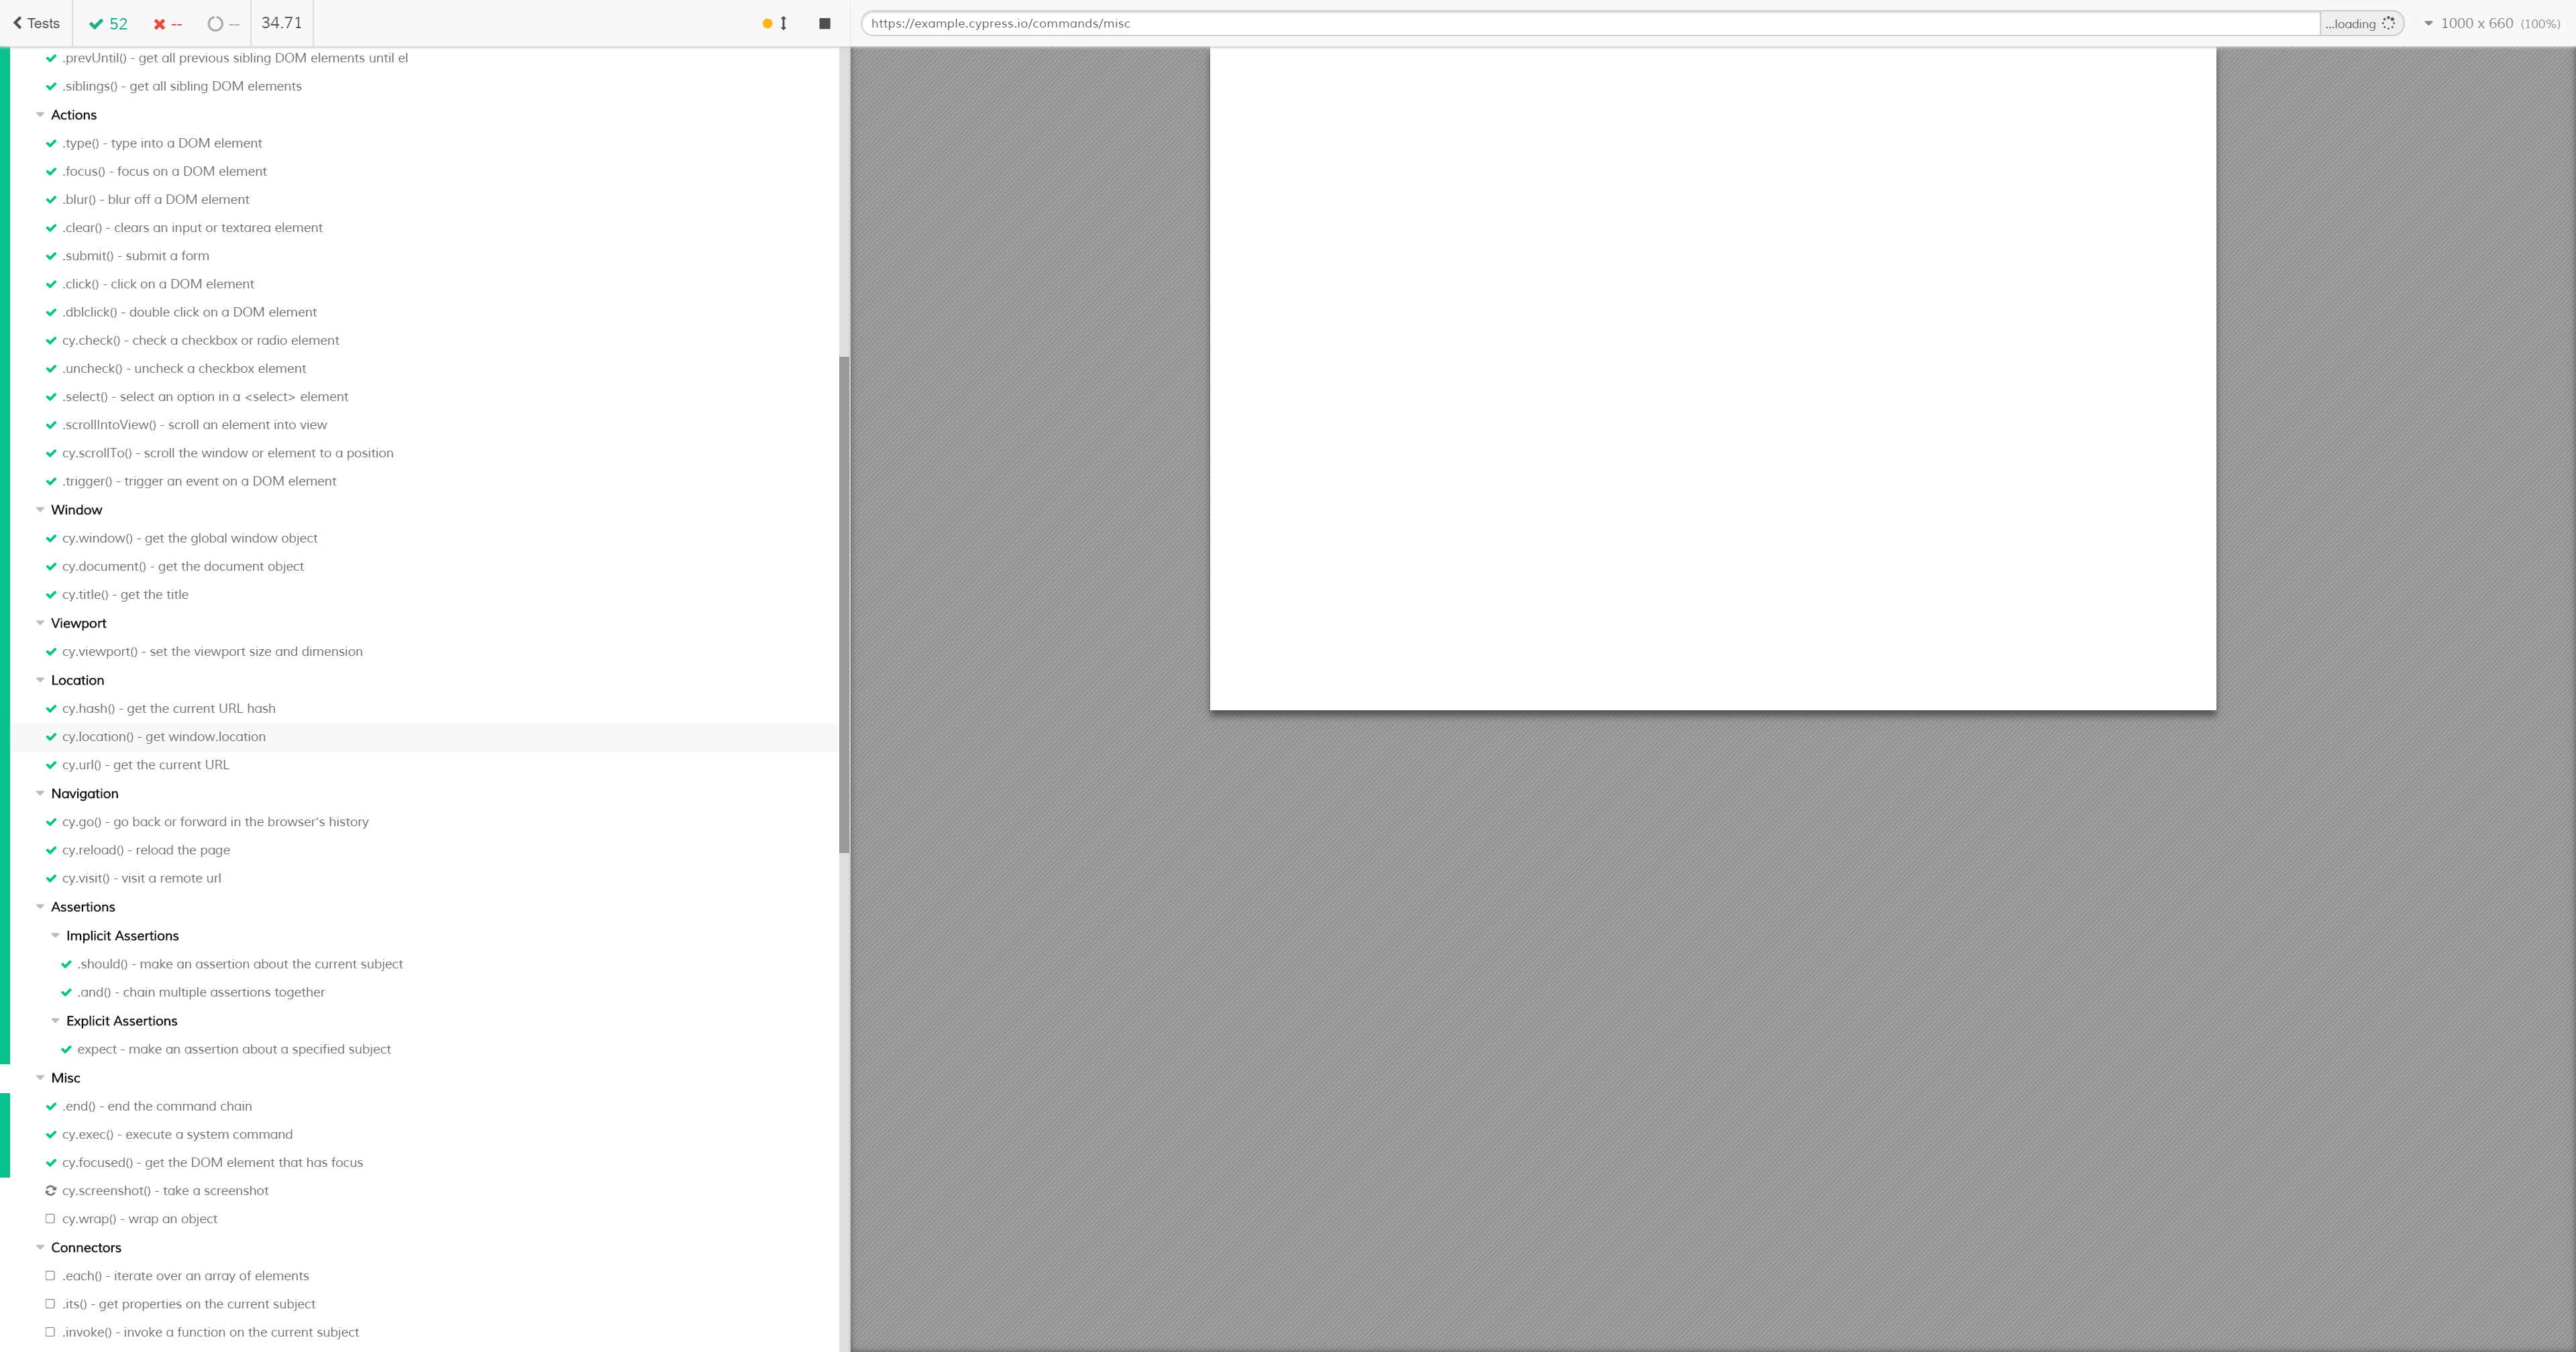 Tests 52 -- -- 34.71
https://example.cypress.io/commands/misc ...loading 1000 x 660 (100%)
.prevUntil() - get all previous sibling DOM elements until el
.siblings() - get all sibling DOM elements
Actions
.type() - type into a DOM element
.focus() - focus on a DOM element
.blur() - blur off a DOM element
.clear() - clears an input or textarea element
.submit() - submit a form
.click() - click on a DOM element
.dblclick() - double click on a DOM element
cy.check() - check a checkbox or radio element
.uncheck() - uncheck a checkbox element
.select() - select an option in a <select> element
.scrollIntoView() - scroll an element into view
cy.scrollTo() - scroll the window or element to a position
.trigger() - trigger an event on a DOM element
Window
cy.window() - get the global window object
cy.document() - get the document object
cy.title() - get the title
Viewport
cy.viewport() - set the viewport size and dimension
Location
cy.hash() - get the current URL hash
cy.location() - get window.location
cy.url() - get the current URL
Navigation
cy.go() - go back or forward in the browser's history
cy.reload() - reload the page
cy.visit() - visit a remote url
Assertions
Implicit Assertions
.should() - make an assertion about the current subject
.and() - chain multiple assertions together
Explicit Assertions
expect - make an assertion about a specified subject
Misc
.end() - end the command chain
cy.exec() - execute a system command
cy.focused() - get the DOM element that has focus
cy.screenshot() - take a screenshot
cy.wrap() - wrap an object
Connectors
.each() - iterate over an array of elements
.its() - get properties on the current subject
.invoke() - invoke a function on the current subject